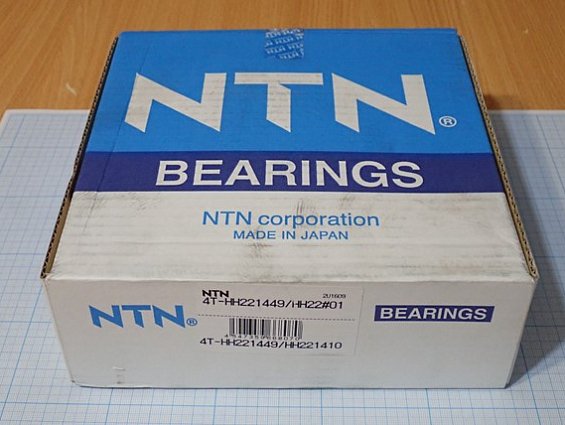 NTN®
BEARINGS
NTN corporation
MADE IN JAPAN
NTN
4T-HH221449/HH22#01
NTN®
BEARINGS
4T-HH221449/HH221410